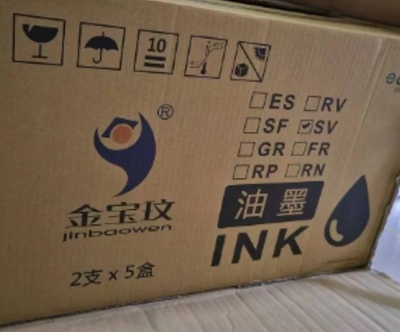 10
®
ES RV
SF SV
GR FR
RP RN
金宝玟
jinbaowen
油墨
INK
2支 x 5盒